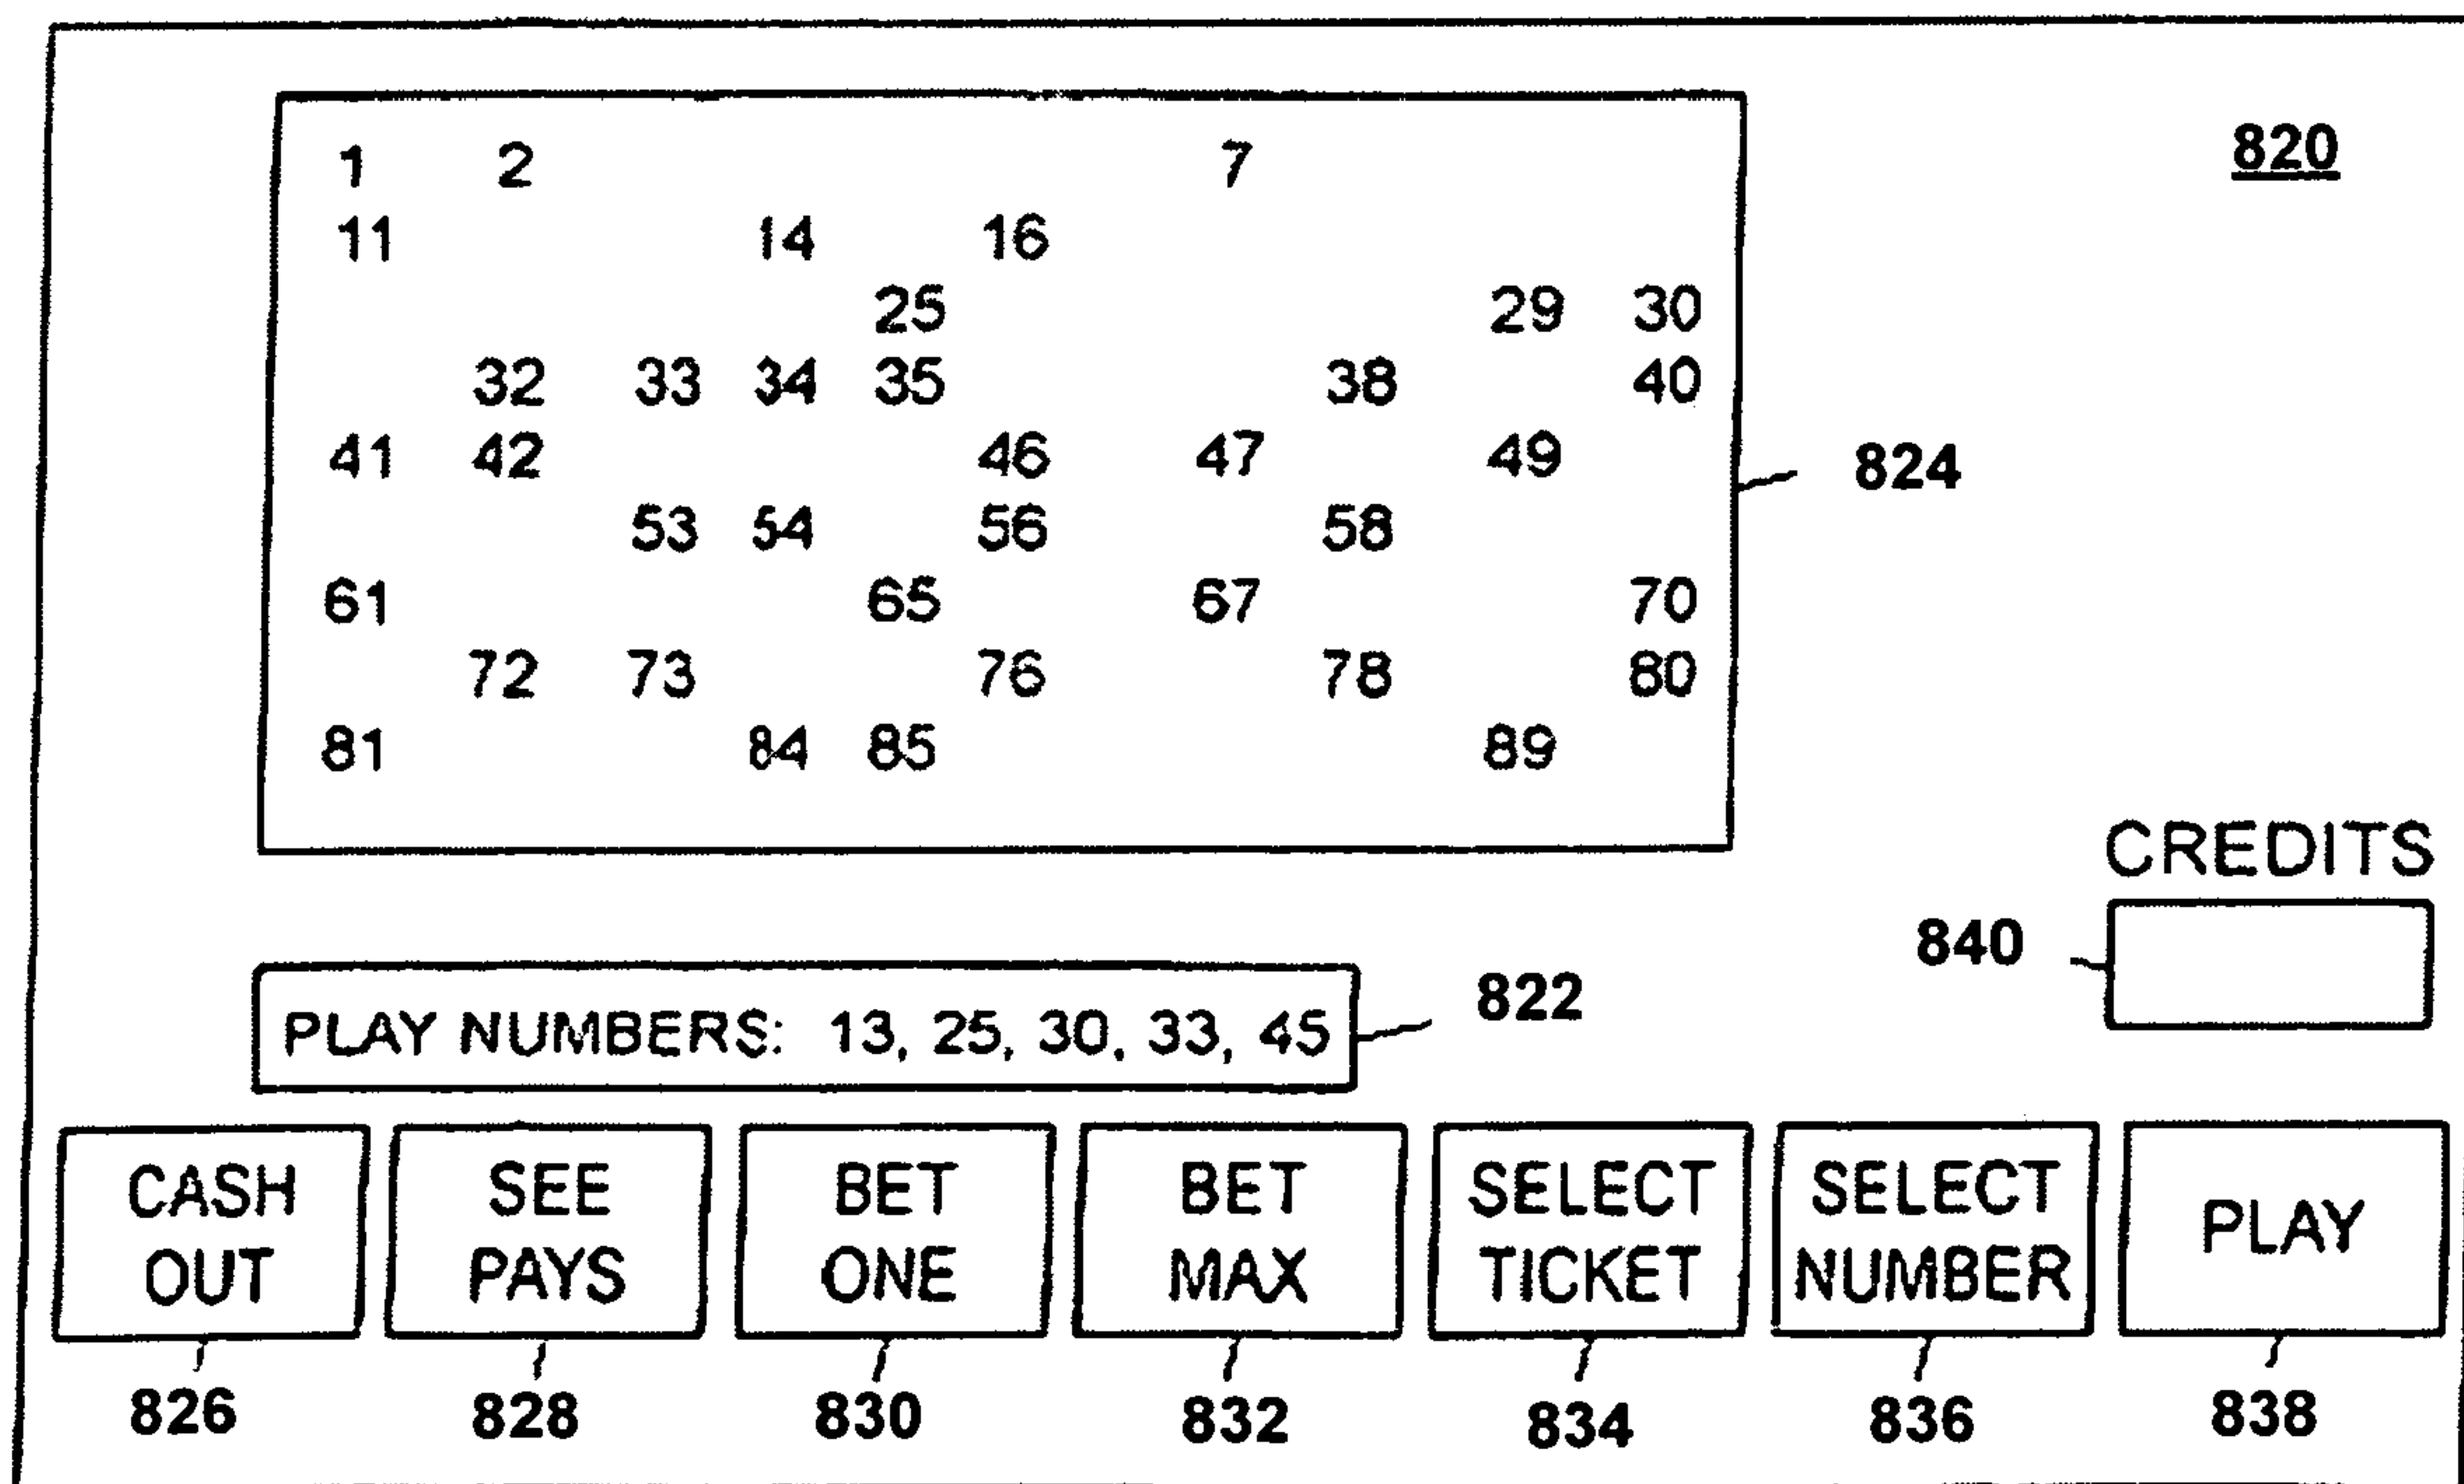 820
1 2 7
11 14 16
25 29 30
32 33 34 35 38 40
41 42 46 47 49
824
53 54 56 58
61 65 67 70
72 73 76 78 80
81 84 85 89
CREDITS
840
822
PLAY NUMBERS: 13, 25, 30, 33, 45
CASH
OUT
SEE
PAYS
BET
ONE
BET
MAX
SELECT
TICKET
SELECT
NUMBER
PLAY
826 828 830 832 834 836 838